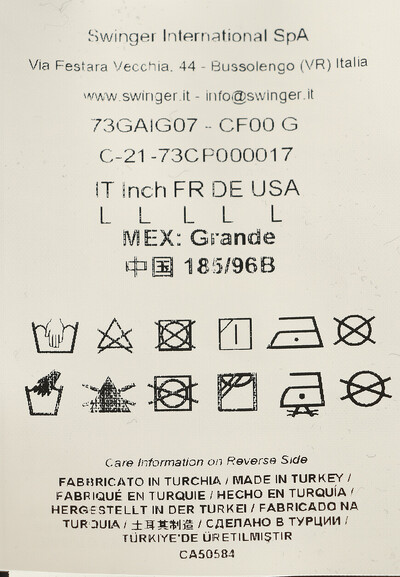 Swinger International SpA
Via Festara Vecchia, 44 - Bussolengo (VR) Italia
www.swinger.it - info@swinger.it
73GAIG07 - CF00 G
C-21-73CP000017
IT Inch FR DE USA
L L L L L
MEX: Grande
中国 185/96B
Care Information on Reverse Side
FABBRICATO IN TURCHIA / MADE IN TURKEY /
FABRIQUÉ EN TURQUIE / HECHO EN TURQUÍA /
HERGESTELLT IN DER TURKEI / FABRICADO NA
TURQUIA / 土耳其制造 / СДЕЛАНО В ТУРЦИИ /
TÜRKİYE'DE ÜRETİLMİŞTİR
CA50584